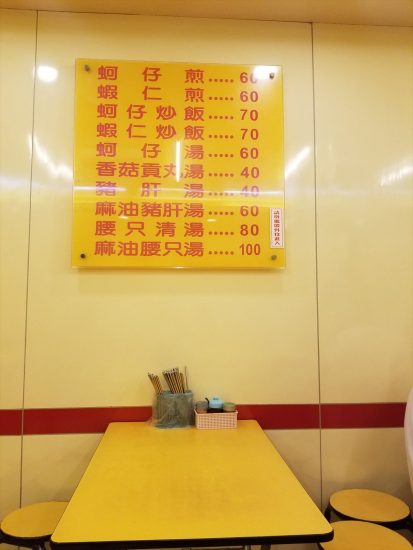 蚵仔煎.....60
蝦仁煎.....60
蚵仔炒飯.....70
蝦仁炒飯.....70
蚵仔湯.....60
香菇貢丸湯.....40
豬肝湯.....40
麻油豬肝湯.....60
腰只清湯.....80
麻油腰只湯.....100